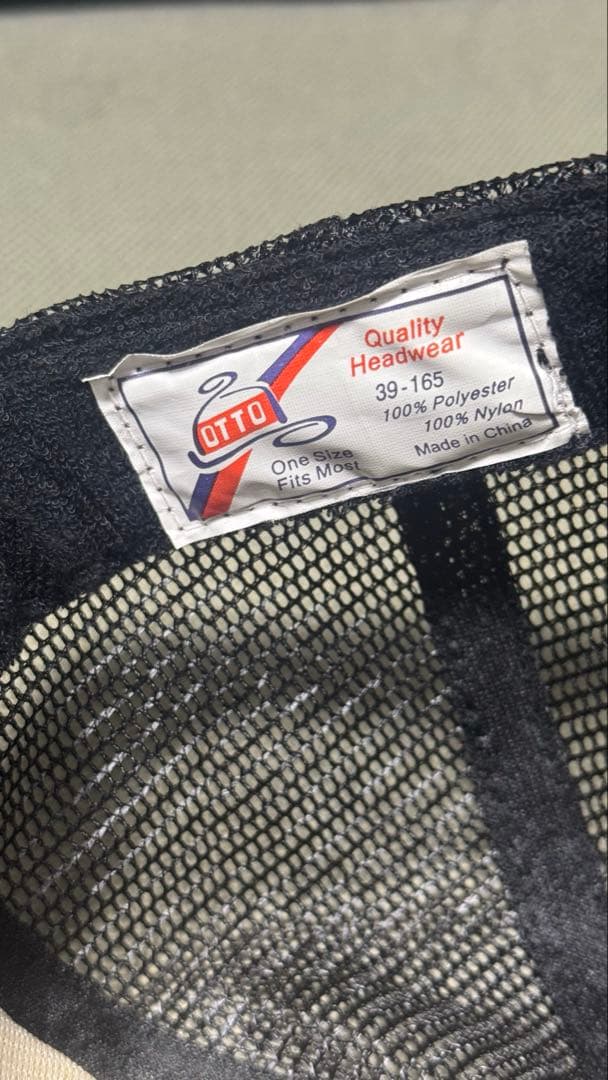 OTTO
One Size
Fits Most
Quality
Headwear
39-165
100% Polyester
100% Nylon
Made in China